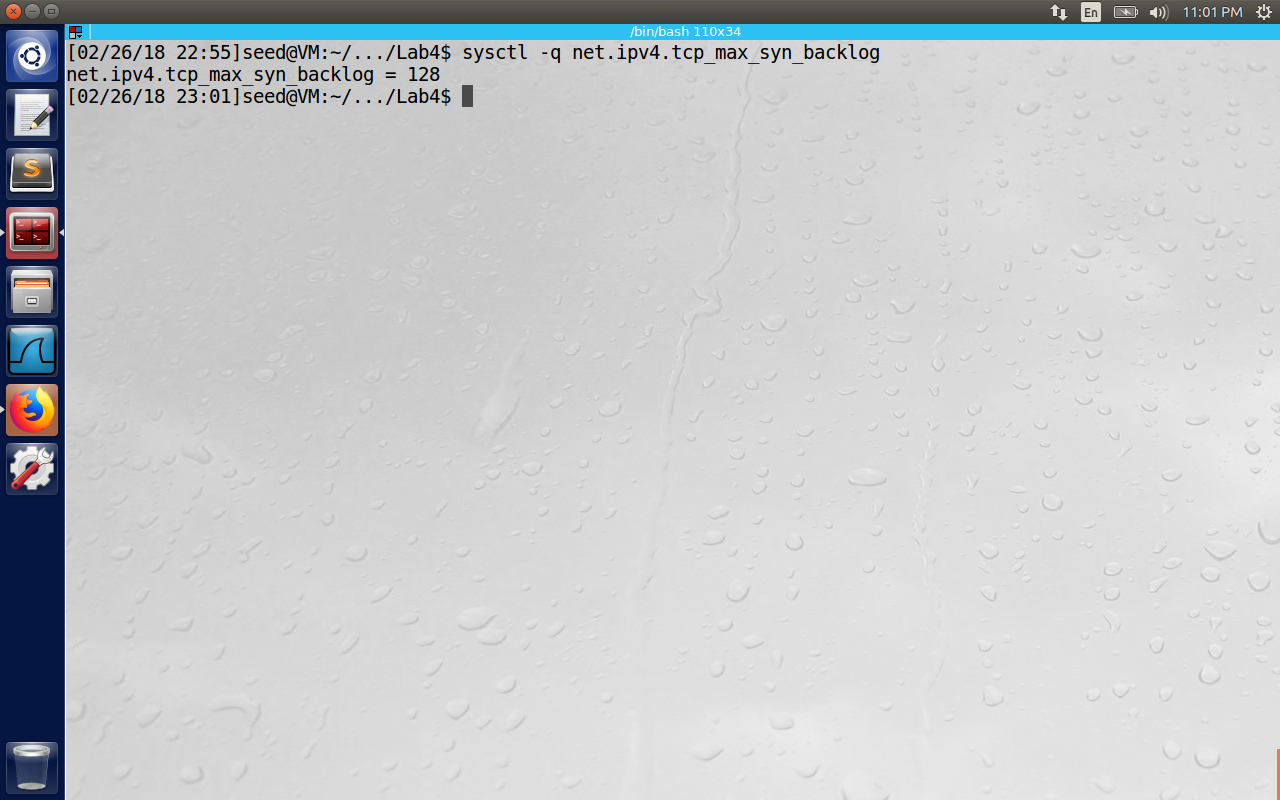 En 11:01 PM
/bin/bash 110x34
[02/26/18 22:55]seed@VM:~/.../Lab4$ sysctl -q net.ipv4.tcp_max_syn_backlog
net.ipv4.tcp_max_syn_backlog = 128
[02/26/18 23:01]seed@VM:~/.../Lab4$